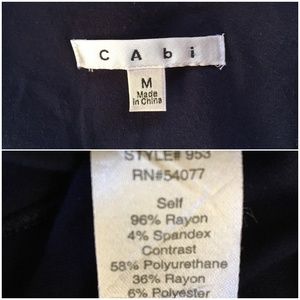 CAbi
M
Made
in China
STYLE# 953
RN#54077
Self
96% Rayon
4% Spandex
Contrast
58% Polyurethane
36% Rayon
6% Polyester